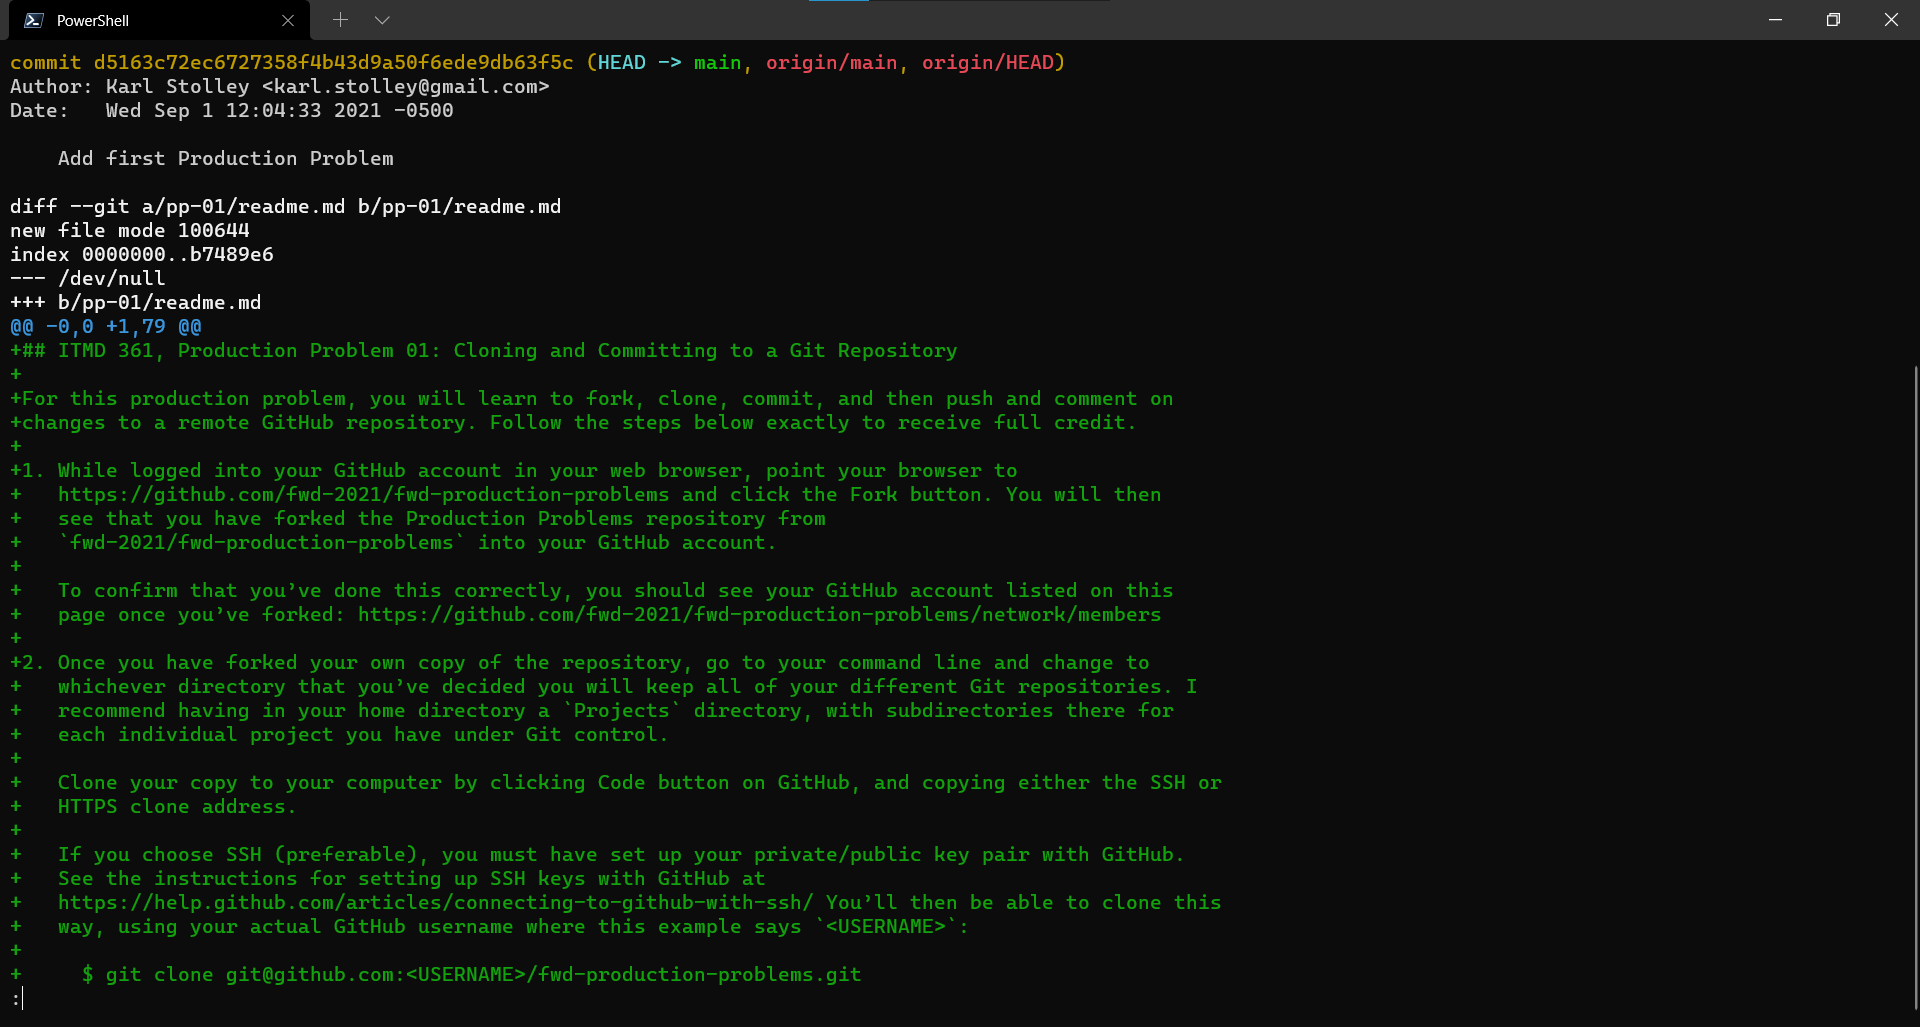 PowerShell
commit d5163c72ec6727358f4b43d9a50f6ede9db63f5c (HEAD -> main, origin/main, origin/HEAD)
Author: Karl Stolley <karl.stolley@gmail.com>
Date:   Wed Sep 1 12:04:33 2021 -0500
    Add first Production Problem
diff --git a/pp-01/readme.md b/pp-01/readme.md
new file mode 100644
index 0000000..b7489e6
--- /dev/null
+++ b/pp-01/readme.md
@@ -0,0 +1,79 @@
+## ITMD 361, Production Problem 01: Cloning and Committing to a Git Repository
+
+For this production problem, you will learn to fork, clone, commit, and then push and comment on
+changes to a remote GitHub repository. Follow the steps below exactly to receive full credit.
+
+1. While logged into your GitHub account in your web browser, point your browser to
+   https://github.com/fwd-2021/fwd-production-problems and click the Fork button. You will then
+   see that you have forked the Production Problems repository from
+   `fwd-2021/fwd-production-problems` into your GitHub account.
+
+   To confirm that you’ve done this correctly, you should see your GitHub account listed on this
+   page once you’ve forked: https://github.com/fwd-2021/fwd-production-problems/network/members
+
+2. Once you have forked your own copy of the repository, go to your command line and change to
+   whichever directory that you’ve decided you will keep all of your different Git repositories. I
+   recommend having in your home directory a `Projects` directory, with subdirectories there for
+   each individual project you have under Git control.
+
+   Clone your copy to your computer by clicking Code button on GitHub, and copying either the SSH or
+   HTTPS clone address.
+
+   If you choose SSH (preferable), you must have set up your private/public key pair with GitHub.
+   See the instructions for setting up SSH keys with GitHub at
+   https://help.github.com/articles/connecting-to-github-with-ssh/ You’ll then be able to clone this
+   way, using your actual GitHub username where this example says `<USERNAME>`:
+
+     $ git clone git@github.com:<USERNAME>/fwd-production-problems.git
: